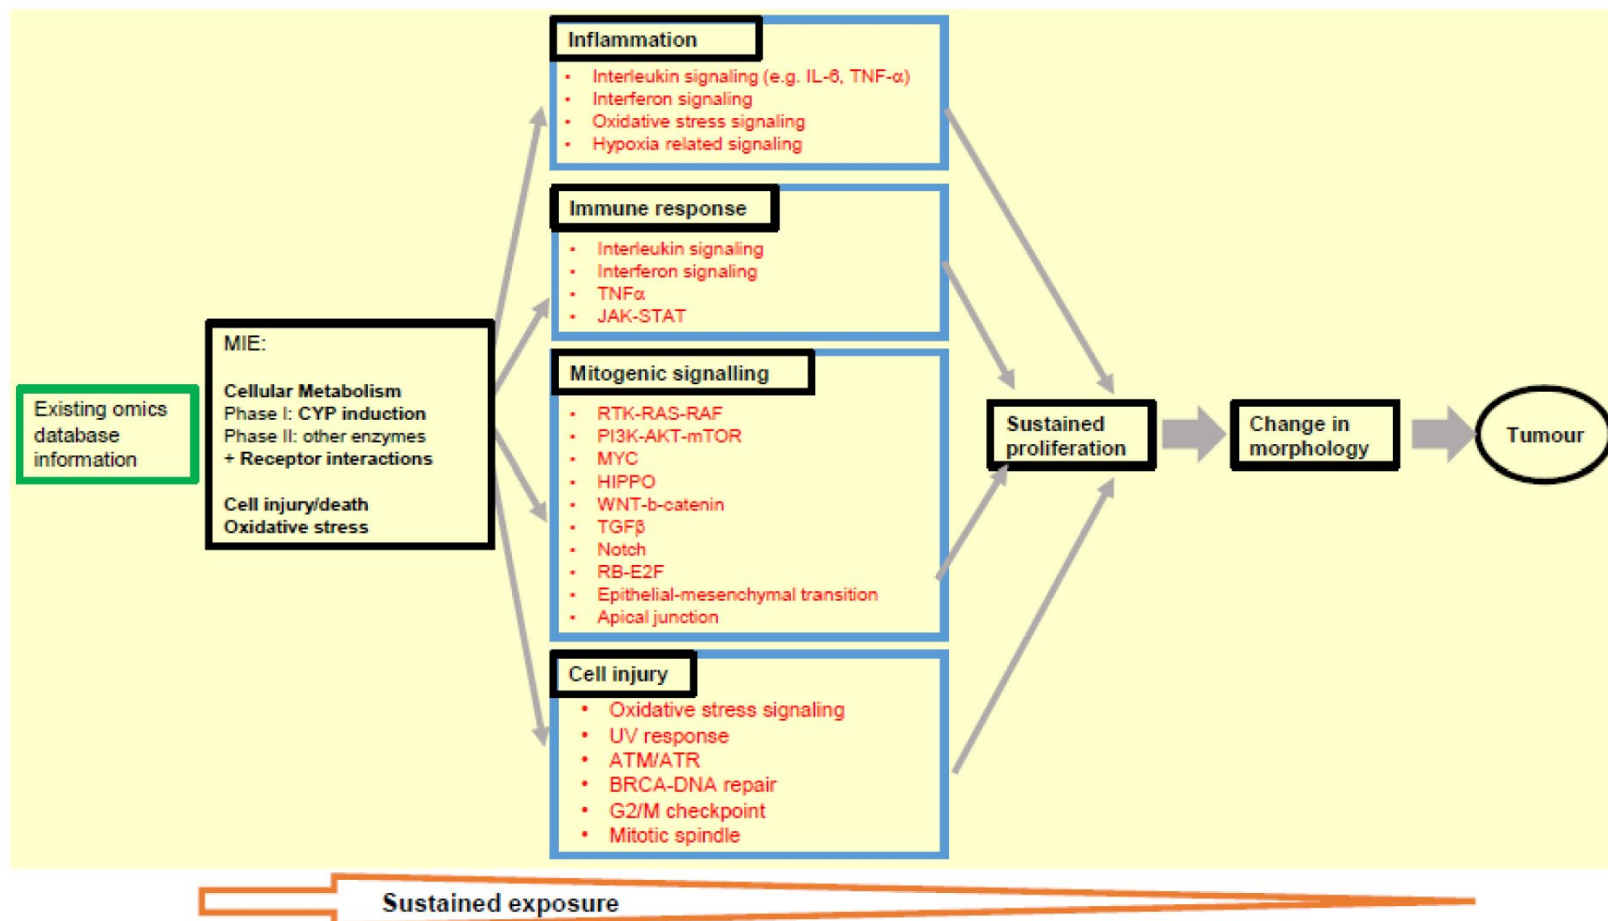 Existing omics
database
information
MIE:
Cellular Metabolism
Phase I: CYP induction
Phase II: other enzymes
+ Receptor interactions
Cell injury/death
Oxidative stress
Inflammation
• Interleukin signaling (e.g. IL-6, TNF-α)
• Interferon signaling
• Oxidative stress signaling
• Hypoxia related signaling
Immune response
• Interleukin signaling
• Interferon signaling
• TNFα
• JAK-STAT
Mitogenic signalling
• RTK-RAS-RAF
• PI3K-AKT-mTOR
• MYC
• HIPPO
• WNT-b-catenin
• TGFβ
• Notch
• RB-E2F
• Epithelial-mesenchymal transition
• Apical junction
Cell injury
• Oxidative stress signaling
• UV response
• ATM/ATR
• BRCA-DNA repair
• G2/M checkpoint
• Mitotic spindle
Sustained
proliferation
Change in
morphology
Tumour
Sustained exposure